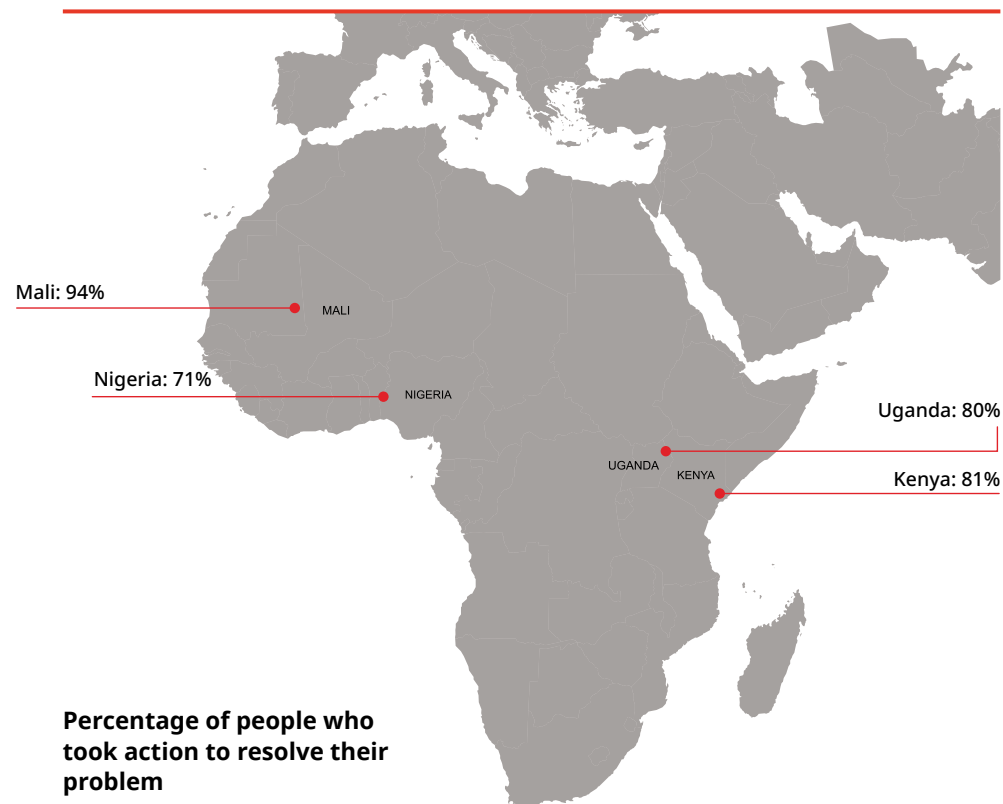 Mali: 94%
MALI
Nigeria: 71%
NIGERIA
Uganda: 80%
UGANDA
KENYA
Kenya: 81%
Percentage of people who
took action to resolve their
problem